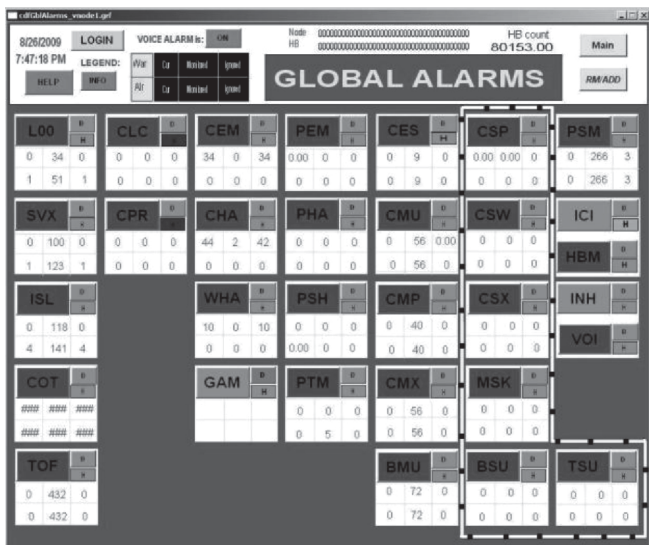 cdfGblAlarms_vmode1.gef
8/26/2009
7:47:18 PM
LOGIN
VOICE ALARM is: ON
LEGEND:
HELP
INFO
War Cur Monitored Ignored
Alr Cur Monitored Ignored
Node
HB
HB count
80153.00
Main
RM/ADD
GLOBAL ALARMS
L00 D H
0 34 0
1 51 1
CLC D
0 0 0
0 0 0
CEM D H
34 0 34
0 0 0
PEM D H
0.00 0 0
0 0 0
CES D H
0 9 0
0 9 0
CSP D H
0.00 0.00 0
0 0 0
PSM D H
0 266 3
0 266 3
SVX D H
0 100 0
1 123 1
CPR D
0 0 0
0 0 0
CHA D H
44 2 42
0 0 0
PHA D H
0 0 0
0 0 0
CMU D H
0 56 0.00
0 56 0
CSW D H
0 0 0
0 0 0
ICI D H
HBM D H
ISL D H
0 118 0
4 141 4
WHA D H
10 0 10
0 0 0
PSH D H
0 0 0
0.00 0 0
CMP D H
0 40 0
0 40 0
CSX D H
0 0 0
0 0 0
INH D H
VOI D H
COT D H
### ### ###
### ### ###
GAM D H
PTM D H
0 0 0
0 5 0
CMX D H
0 56 0
0 56 0
MSK D H
0 0 0
0 0 0
TOF D H
0 432 0
0 432 0
BMU D H
0 72 0
0 72 0
BSU D H
0 0 0
0 0 0
TSU D H
0 0 0
0 0 0